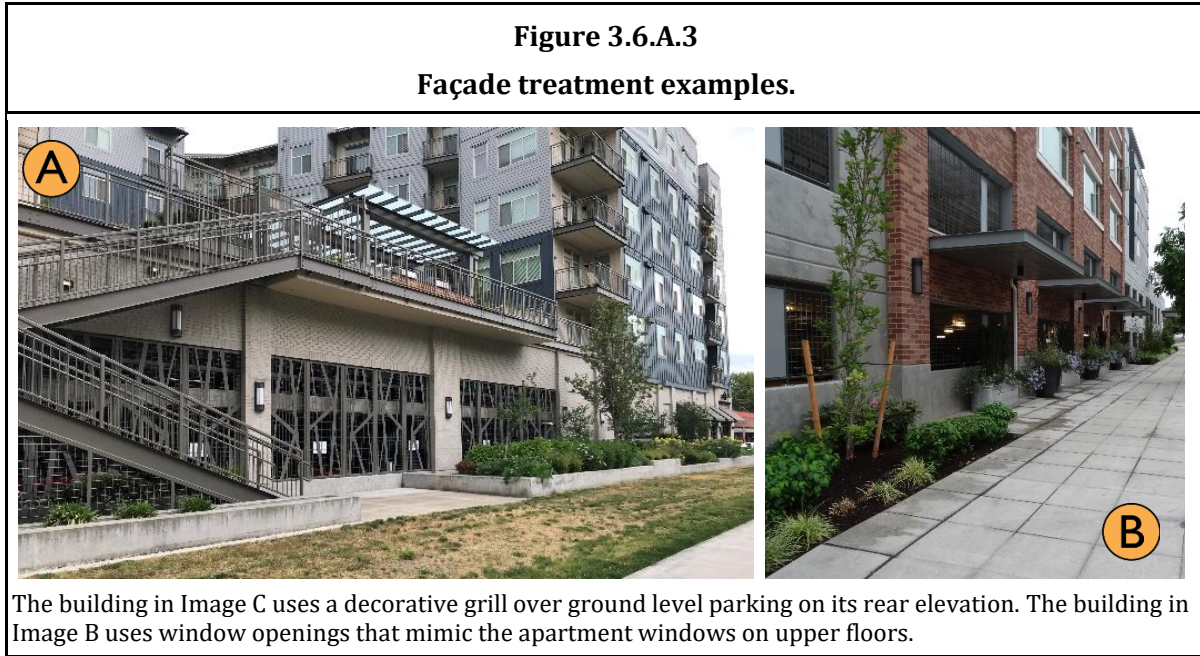 Figure 3.6.A.3
Façade treatment examples.
A
B
The building in Image C uses a decorative grill over ground level parking on its rear elevation. The building in
Image B uses window openings that mimic the apartment windows on upper floors.